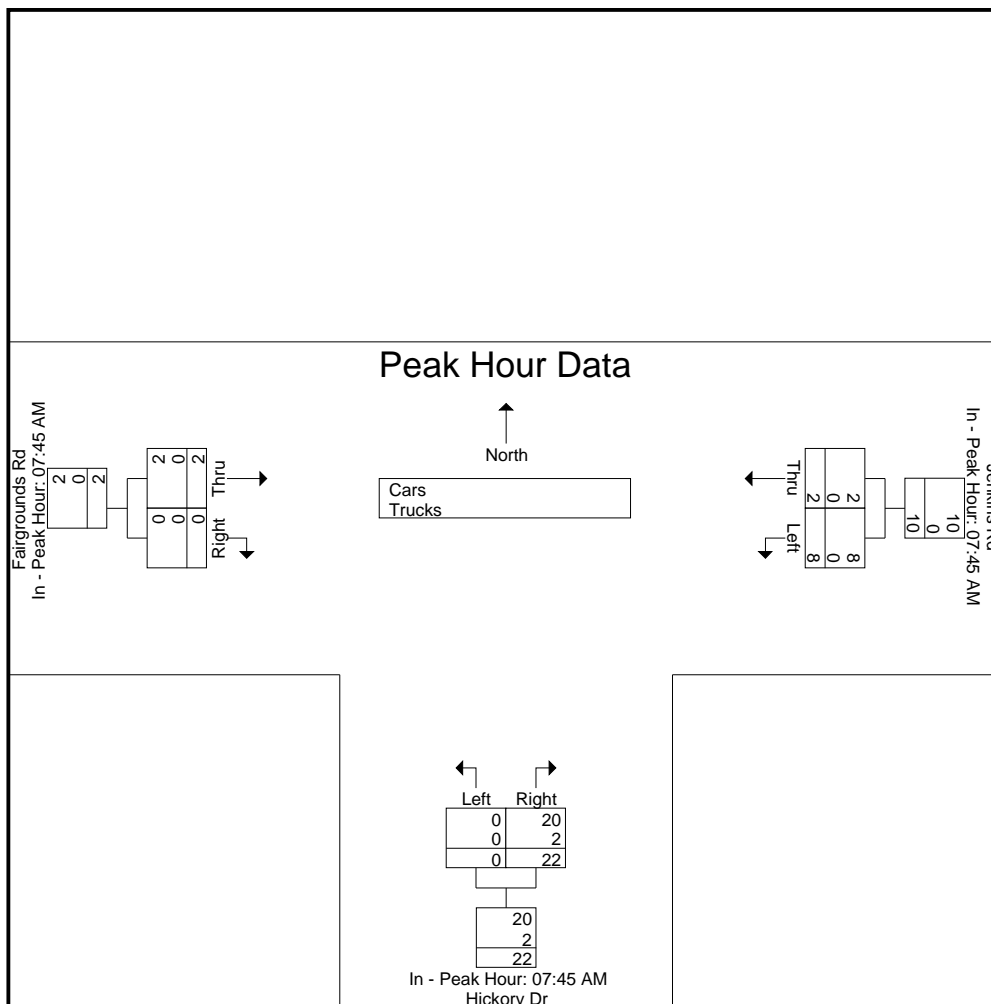 Peak Hour Data
North
Cars
Trucks
Fairgrounds Rd
In - Peak Hour: 07:45 AM
2
0
2
2 0
0 0
2 0
Thru
Right
Thru
Left
2 8
0 0
2 8
10
0
10
In - Peak Hour: 07:45 AM
Jenkins Rd
Left Right
0 20
0 2
0 22
20
2
22
In - Peak Hour: 07:45 AM
Hickory Dr